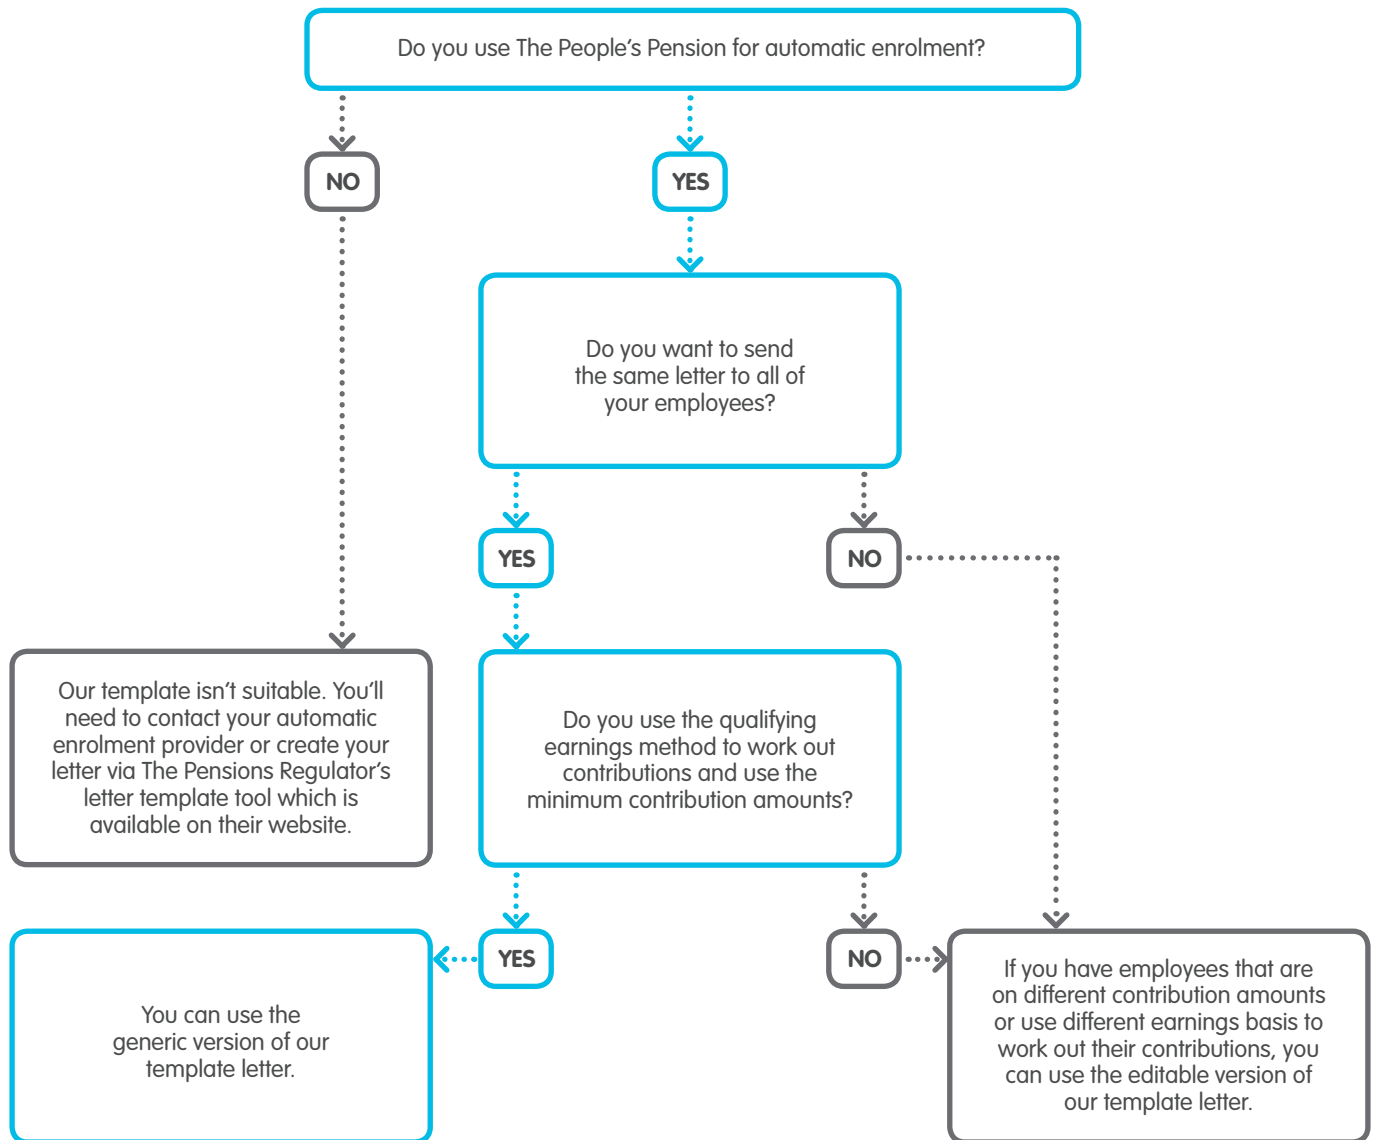 Do you use The People’s Pension for automatic enrolment?
NO
YES
Do you want to send
the same letter to all of
your employees?
YES
NO
Our template isn’t suitable. You’ll
need to contact your automatic
enrolment provider or create your
letter via The Pensions Regulator’s
letter template tool which is
available on their website.
Do you use the qualifying
earnings method to work out
contributions and use the
minimum contribution amounts?
YES
NO
You can use the
generic version of our
template letter.
If you have employees that are
on different contribution amounts
or use different earnings basis to
work out their contributions, you
can use the editable version of
our template letter.